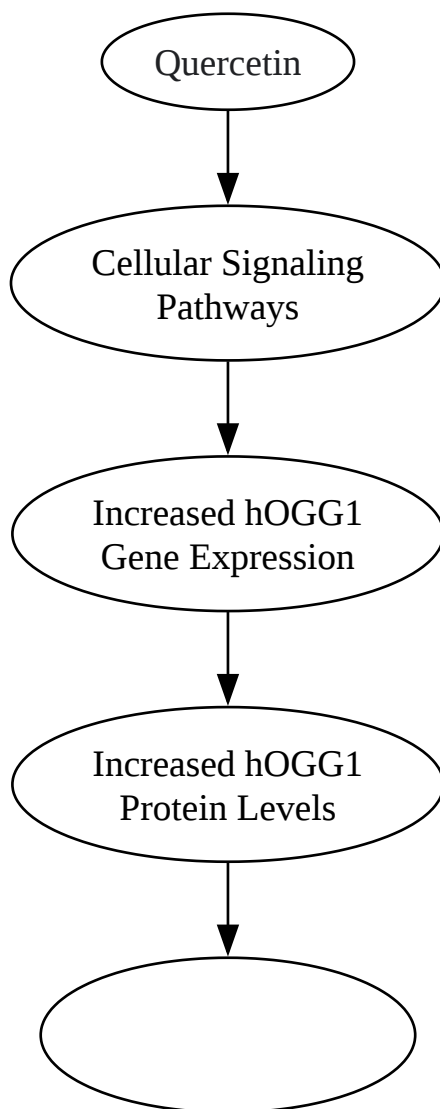 Quercetin
Cellular Signaling
Pathways
Increased hOGG1
Gene Expression
Increased hOGG1
Protein Levels